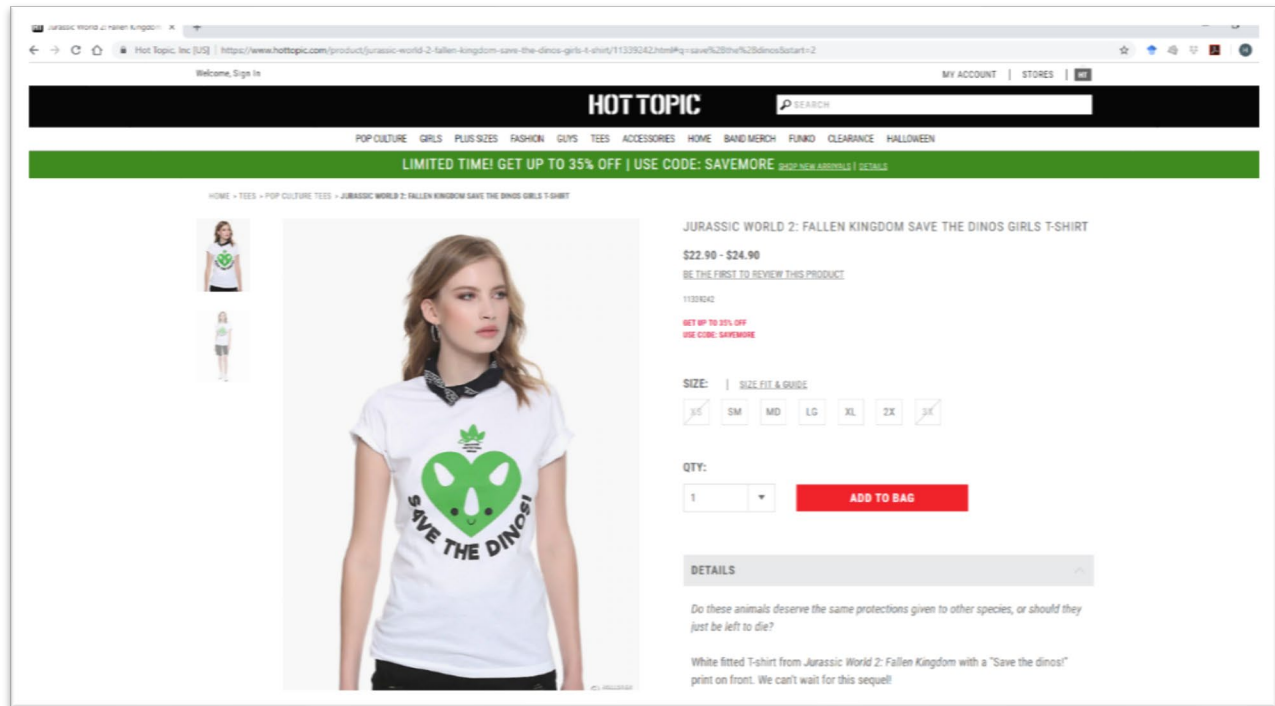 Jurassic World 2: Fallen Kingdom
Hot Topic, Inc [US] | https://www.hottopic.com/product/jurassic-world-2-fallen-kingdom-save-the-dinos-girls-t-shirt/11339242.html#q=save%28the%28dinos&start=2
Welcome, Sign In
MY ACCOUNT | STORES | HT
HOT TOPIC
SEARCH
POP CULTURE GIRLS PLUS SIZES FASHION GUYS TEES ACCESSORIES HOME BAND MERCH FUNKO CLEARANCE HALLOWEEN
LIMITED TIME! GET UP TO 35% OFF | USE CODE: SAVEMORE SHOP NEW ARRIVALS | DETAILS
HOME > TEES > POP CULTURE TEES > JURASSIC WORLD 2: FALLEN KINGDOM SAVE THE DINOS GIRLS T-SHIRT
JURASSIC WORLD 2: FALLEN KINGDOM SAVE THE DINOS GIRLS T-SHIRT
$22.90 - $24.90
BE THE FIRST TO REVIEW THIS PRODUCT
11339242
GET UP TO 35% OFF
USE CODE: SAVEMORE
SIZE: | SIZE FIT & GUIDE
XS SM MD LG XL 2X 3X
QTY:
1
ADD TO BAG
SAVE THE DINOS!
DETAILS
Do these animals deserve the same protections given to other species, or should they
just be left to die?
White fitted T-shirt from Jurassic World 2: Fallen Kingdom with a "Save the dinos!"
print on front. We can't wait for this sequel!